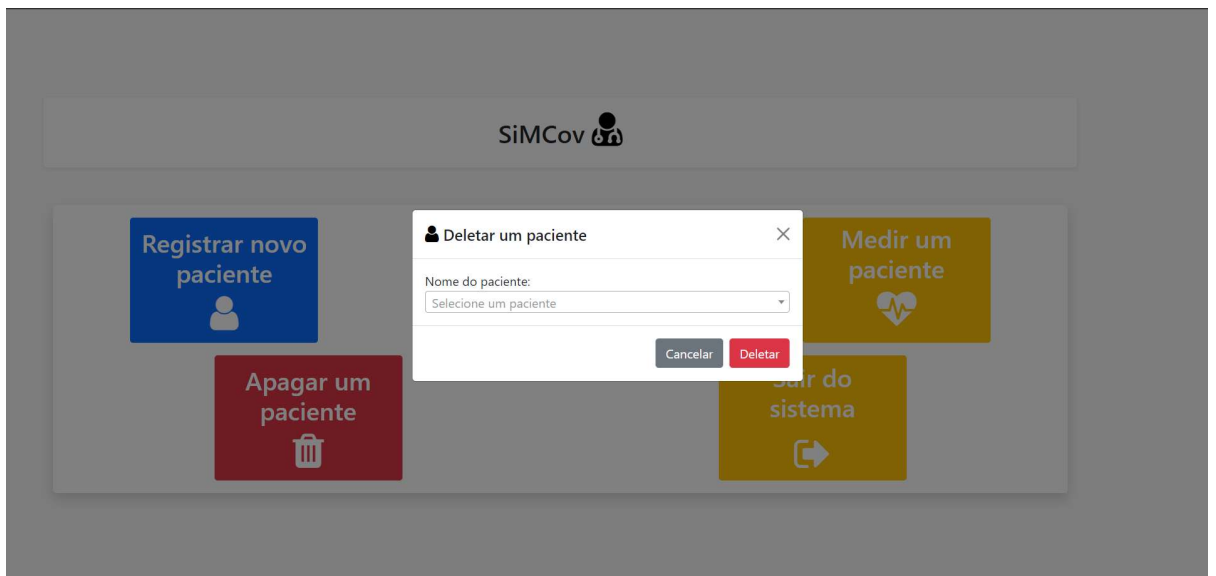 SiMCov
Registrar novo
paciente
Deletar um paciente
Nome do paciente:
Selecione um paciente
Cancelar
Deletar
Medir um
paciente
Apagar um
paciente
Sair do
sistema